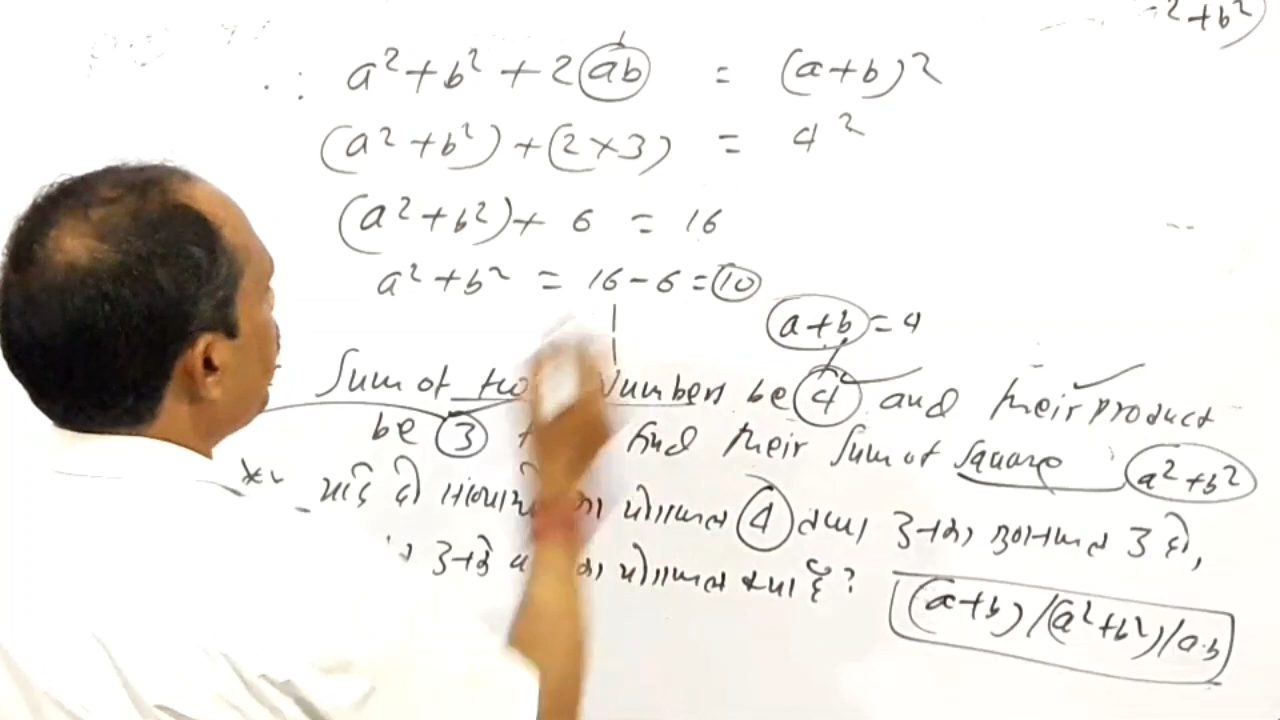 ²+b²)
∴ a²+b²+2ab = (a+b)²
(a²+b²)+(2×3) = 4²
(a²+b²)+ 6 = 16
a²+b² = 16-6=10
a+b=4
Sum of two numbers be 4 and their product
be 3 find their Sum of square a²+b²
यदि दो का योगफल 4 तथा उनका गुणनफल 3 हो,
उनके का योगफल क्या है?
(a+b)/(a²+b²)/a.b